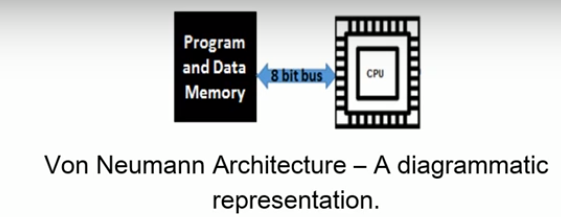 Program
and Data
Memory
8 bit bus
CPU
Von Neumann Architecture – A diagrammatic
representation.